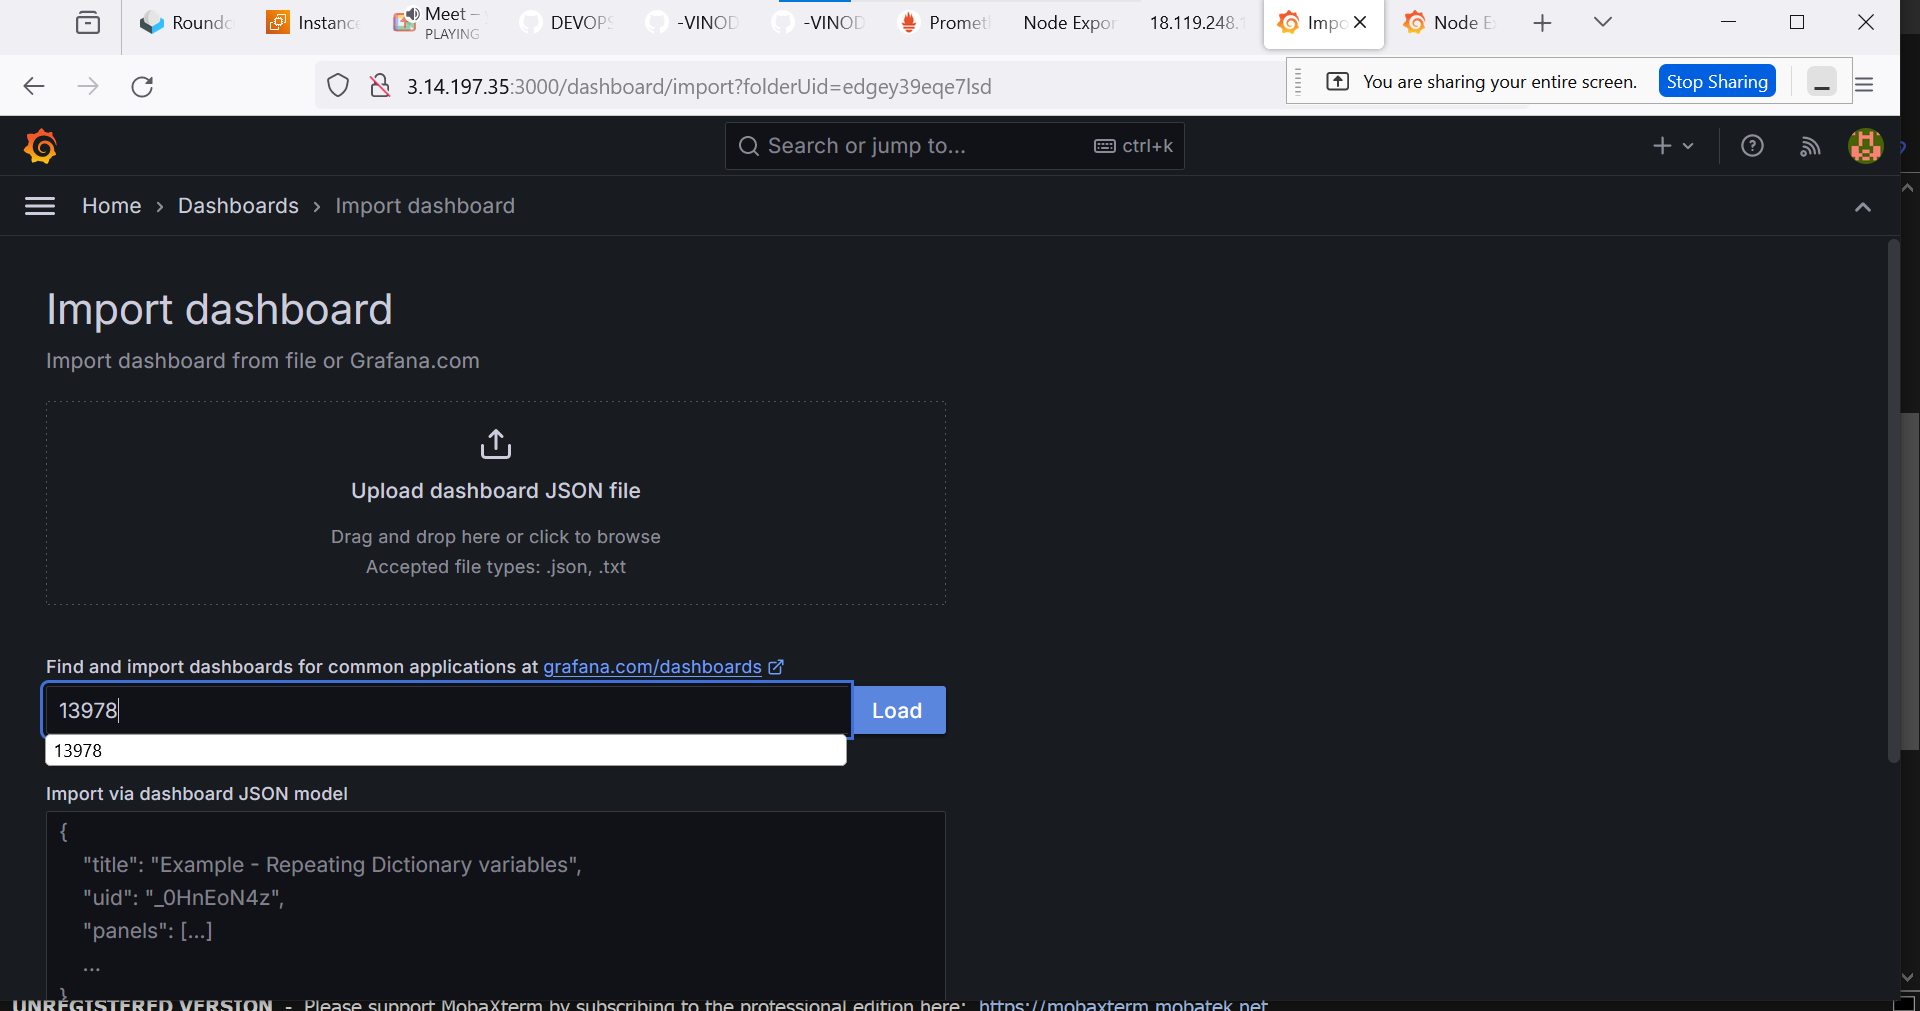 Roundc
Instance
Meet –
PLAYING
DEVOPS
-VINOD
-VINOD
Prometh
Node Expor
18.119.248.1
Impo
Node Ex
3.14.197.35:3000/dashboard/import?folderUid=edgey39eqe7lsd
You are sharing your entire screen.
Stop Sharing
Search or jump to...
ctrl+k
Home › Dashboards › Import dashboard
Import dashboard
Import dashboard from file or Grafana.com
Upload dashboard JSON file
Drag and drop here or click to browse
Accepted file types: .json, .txt
Find and import dashboards for common applications at grafana.com/dashboards
13978
Load
13978
Import via dashboard JSON model
{
"title": "Example - Repeating Dictionary variables",
"uid": "_0HnEoN4z",
"panels": [...]
...
}
UNREGISTERED VERSION - Please support MobaXterm by subscribing to the professional edition here: https://mobaxterm.mobatek.net